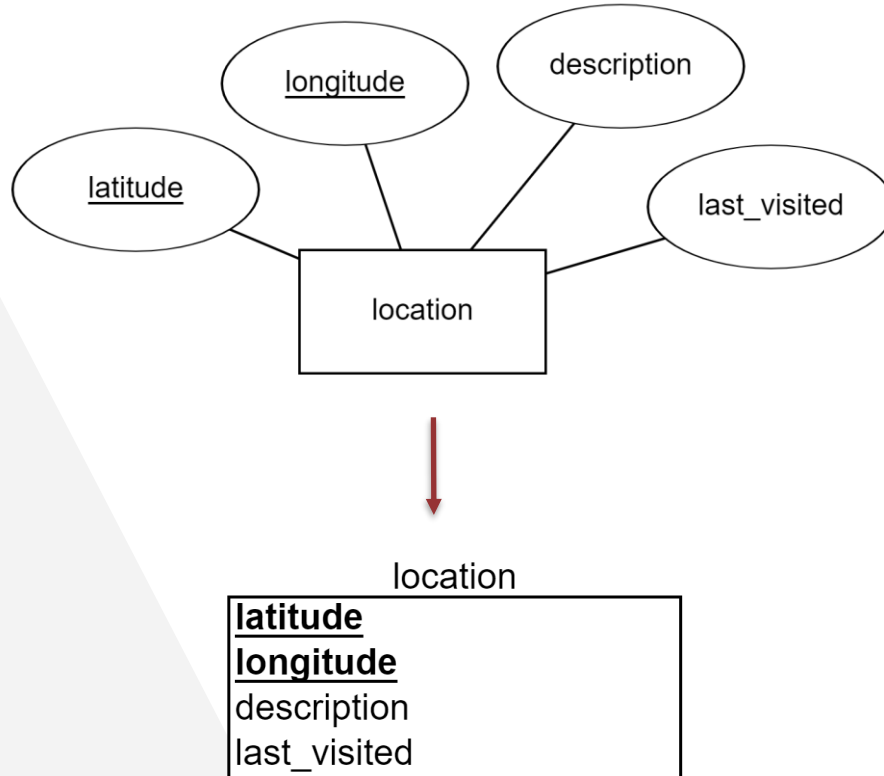 longitude
description
latitude
last_visited
location
location
latitude
longitude
description
last_visited